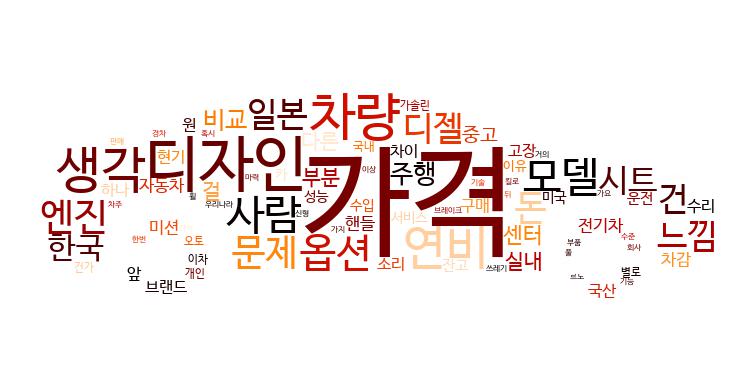 가격
디자인
차량
생각
연비
옵션
모델
사람
엔진
문제
일본
디젤
시트
느낌
한국
돈
건
비교
다른
부분
주행
중고
실내
센터
걸
원
가솔린
국내
차이
고장
거의
이유
이상
현기
자동차
하나
차
성능
마력
수입
핸들
서비스
구매
기술
킬로
뒤
미국
가요
운전
수리
전기차
수준
회사
부품
풀
차감
별로
기능
국산
르노
쓰레기
잔고
소리
브레이크
가지
신형
우리나라
휠
차주
판매
경차
혹시
미션
한번
오토
이차
개인
앞
브랜드